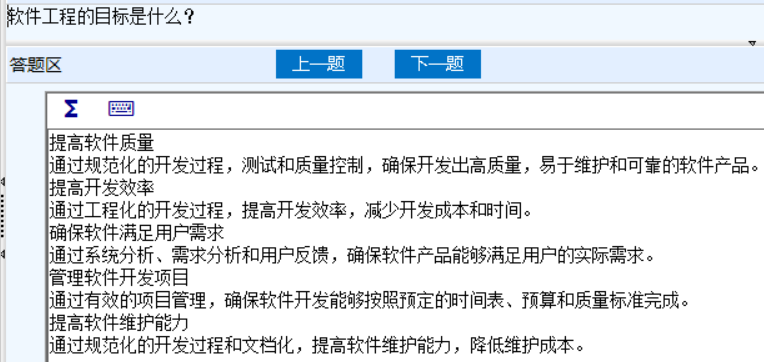 软件工程的目标是什么？
答题区
上一题
下一题
Σ
提高软件质量
通过规范化的开发过程，测试和质量控制，确保开发出高质量，易于维护和可靠的软件产品。
提高开发效率
通过工程化的开发过程，提高开发效率，减少开发成本和时间。
确保软件满足用户需求
通过系统分析、需求分析和用户反馈，确保软件产品能够满足用户的实际需求。
管理软件开发项目
通过有效的项目管理，确保软件开发能够按照预定的时间表、预算和质量标准完成。
提高软件维护能力
通过规范化的开发过程和文档化，提高软件维护能力，降低维护成本。